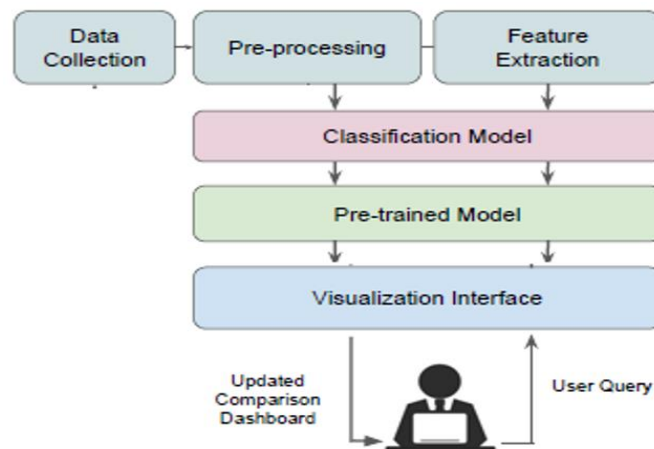 Data
Collection
Pre-processing
Feature
Extraction
Classification Model
Pre-trained Model
Visualization Interface
Updated
Comparison
Dashboard
User Query